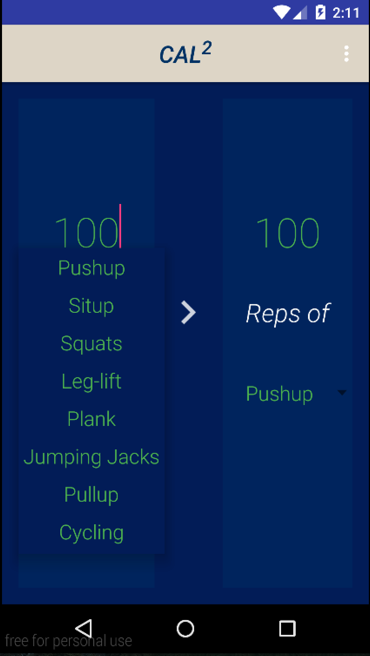 2:11
CAL²
100
100
Pushup
Situp
Squats
Leg-lift
Plank
Jumping Jacks
Pullup
Cycling
Reps of
Pushup
free for personal use